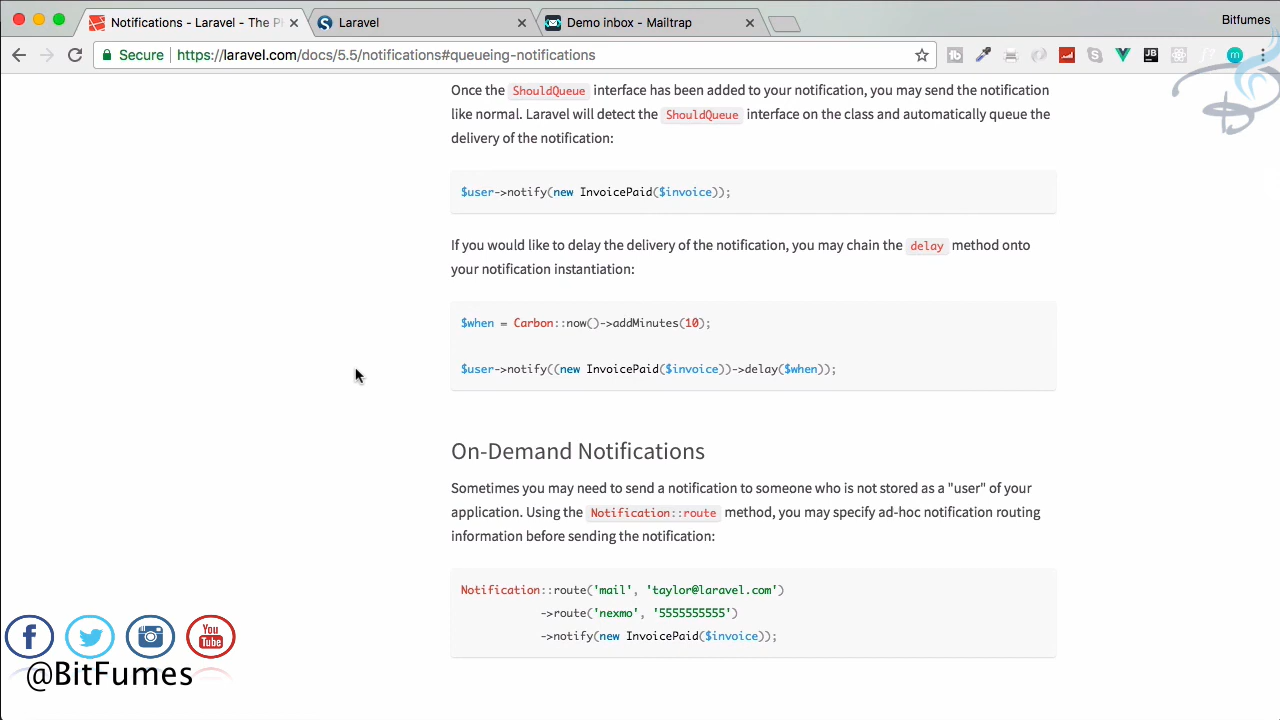 Notifications - Laravel - The P
Laravel
Demo inbox - Mailtrap
Bitfumes
Secure
https://laravel.com/docs/5.5/notifications#queueing-notifications
Once the ShouldQueue interface has been added to your notification, you may send the notification
like normal. Laravel will detect the ShouldQueue interface on the class and automatically queue the
delivery of the notification:
$user->notify(new InvoicePaid($invoice));
If you would like to delay the delivery of the notification, you may chain the delay method onto
your notification instantiation:
$when = Carbon::now()->addMinutes(10);
$user->notify((new InvoicePaid($invoice))->delay($when));
On-Demand Notifications
Sometimes you may need to send a notification to someone who is not stored as a "user" of your
application. Using the Notification::route method, you may specify ad-hoc notification routing
information before sending the notification:
Notification::route('mail', 'taylor@laravel.com')
->route('nexmo', '5555555555')
->notify(new InvoicePaid($invoice));
You
Tube
@BitFumes